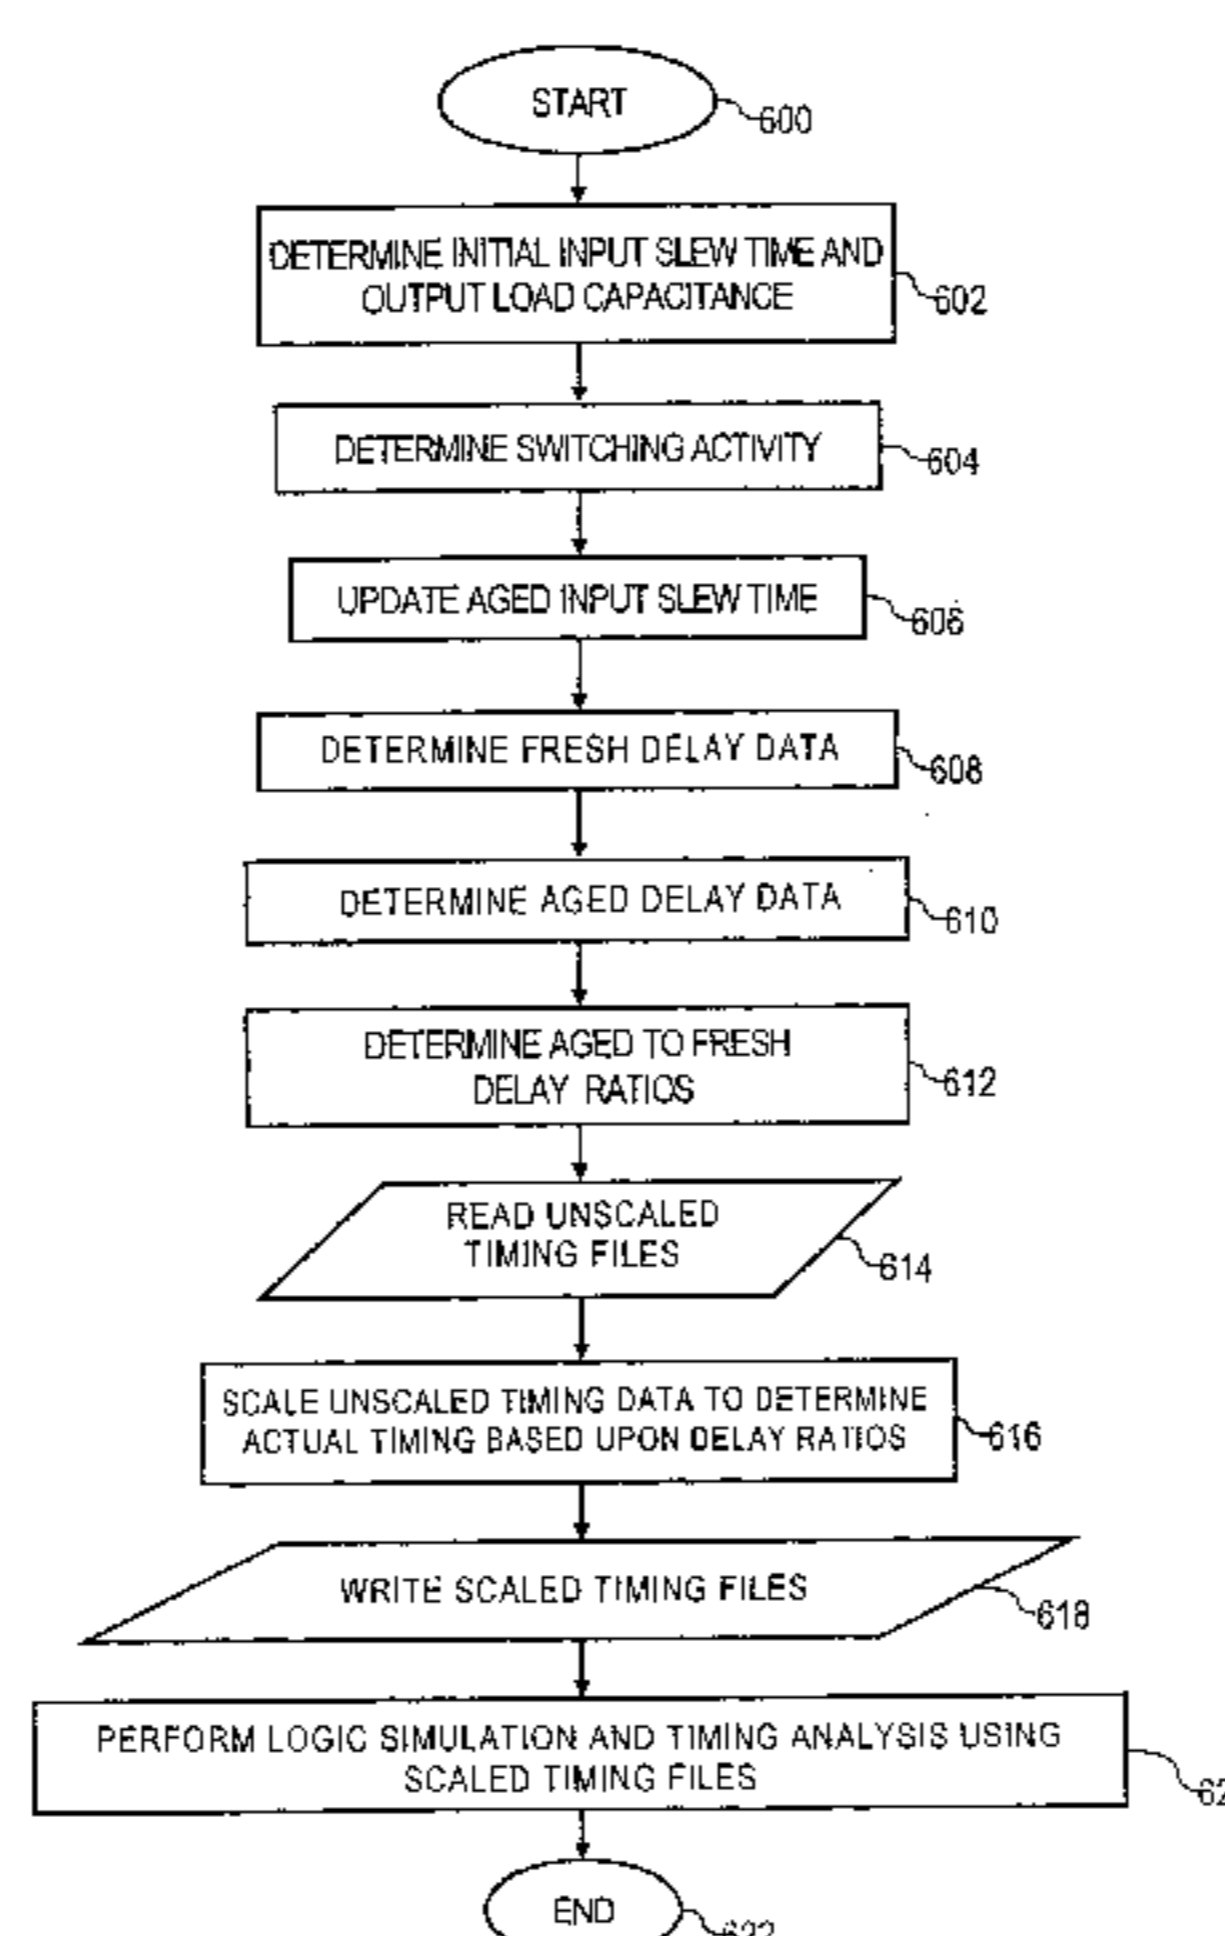 START
600
DETERMINE INITIAL INPUT SLEW TIME AND
OUTPUT LOAD CAPACITANCE
602
DETERMINE SWITCHING ACTIVITY
604
UPDATE AGED INPUT SLEW TIME
606
DETERMINE FRESH DELAY DATA
608
DETERMINE AGED DELAY DATA
610
DETERMINE AGED TO FRESH
DELAY RATIOS
612
READ UNSCALED
TIMING FILES
614
SCALE UNSCALED TIMING DATA TO DETERMINE
ACTUAL TIMING BASED UPON DELAY RATIOS
616
WRITE SCALED TIMING FILES
618
PERFORM LOGIC SIMULATION AND TIMING ANALYSIS USING
SCALED TIMING FILES
END